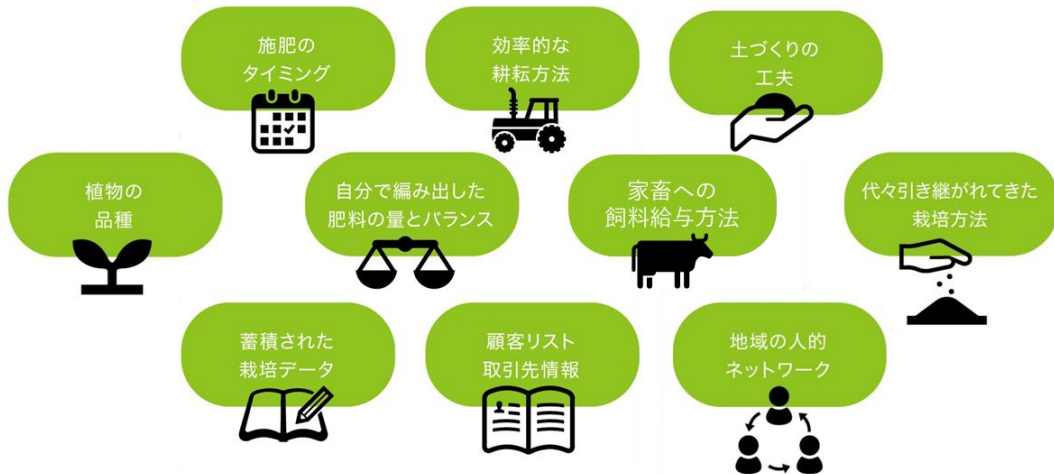 施肥の
タイミング
効率的な
耕耘方法
土づくりの
工夫
植物の
品種
自分で編み出した
肥料の量とバランス
家畜への
飼料給与方法
代々引き継がれてきた
栽培方法
蓄積された
栽培データ
顧客リスト
取引先情報
地域の人的
ネットワーク